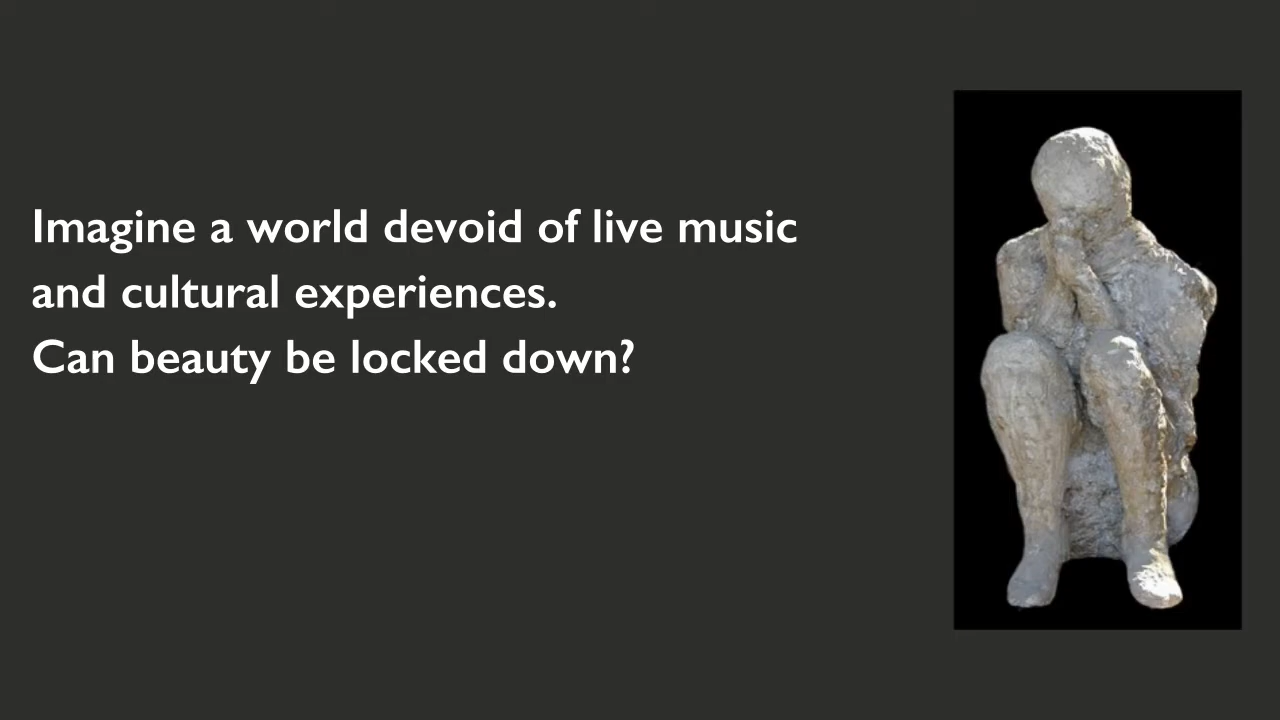 Imagine a world devoid of live music
and cultural experiences.
Can beauty be locked down?